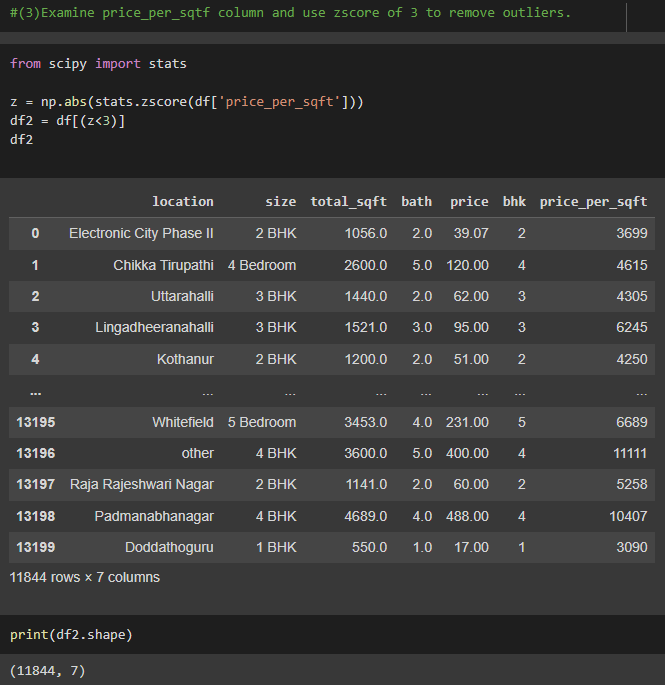 #(3)Examine price_per_sqtf column and use zscore of 3 to remove outliers.
from scipy import stats
z = np.abs(stats.zscore(df['price_per_sqft']))
df2 = df[(z<3)]
df2
location size total_sqft bath price bhk price_per_sqft
0 Electronic City Phase II 2 BHK 1056.0 2.0 39.07 2 3699
1 Chikka Tirupathi 4 Bedroom 2600.0 5.0 120.00 4 4615
2 Uttarahalli 3 BHK 1440.0 2.0 62.00 3 4305
3 Lingadheeranahalli 3 BHK 1521.0 3.0 95.00 3 6245
4 Kothanur 2 BHK 1200.0 2.0 51.00 2 4250
... ... ... ... ... ... ... ...
13195 Whitefield 5 Bedroom 3453.0 4.0 231.00 5 6689
13196 other 4 BHK 3600.0 5.0 400.00 4 11111
13197 Raja Rajeshwari Nagar 2 BHK 1141.0 2.0 60.00 2 5258
13198 Padmanabhanagar 4 BHK 4689.0 4.0 488.00 4 10407
13199 Doddathoguru 1 BHK 550.0 1.0 17.00 1 3090
11844 rows × 7 columns
print(df2.shape)
(11844, 7)